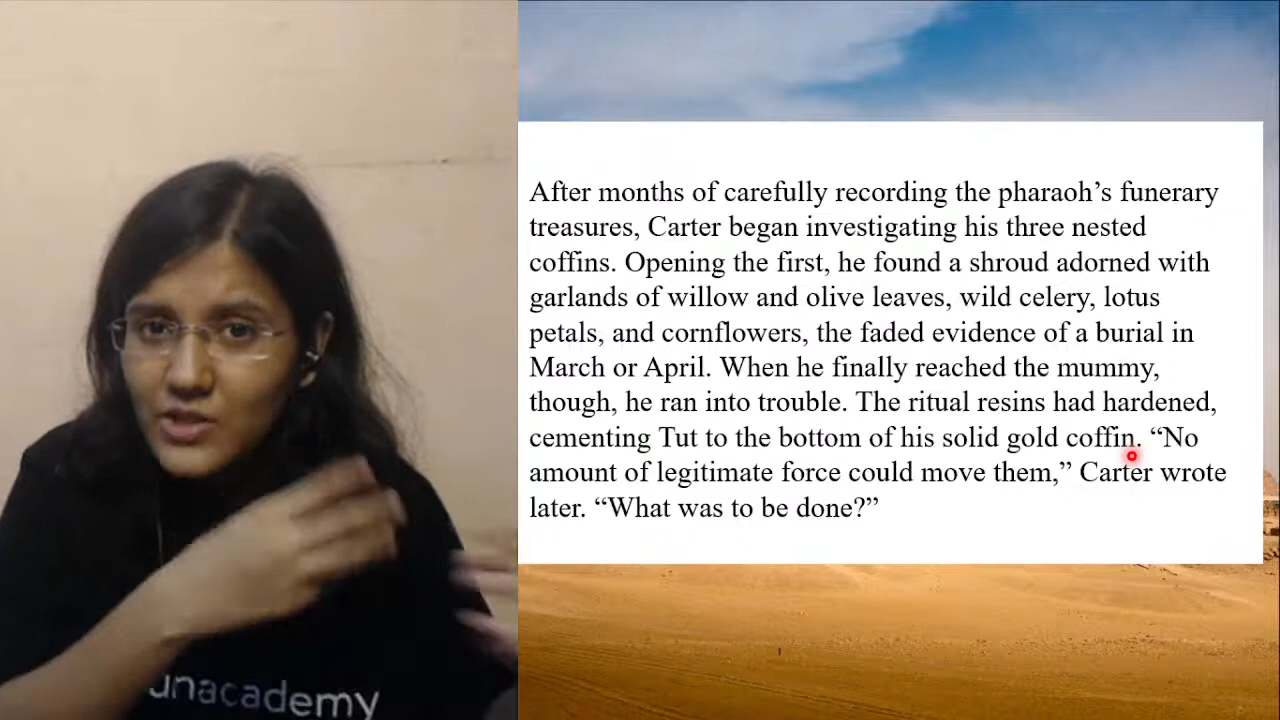 After months of carefully recording the pharaoh’s funerary
treasures, Carter began investigating his three nested
coffins. Opening the first, he found a shroud adorned with
garlands of willow and olive leaves, wild celery, lotus
petals, and cornflowers, the faded evidence of a burial in
March or April. When he finally reached the mummy,
though, he ran into trouble. The ritual resins had hardened,
cementing Tut to the bottom of his solid gold coffin. “No
amount of legitimate force could move them,” Carter wrote
later. “What was to be done?”
unacademy